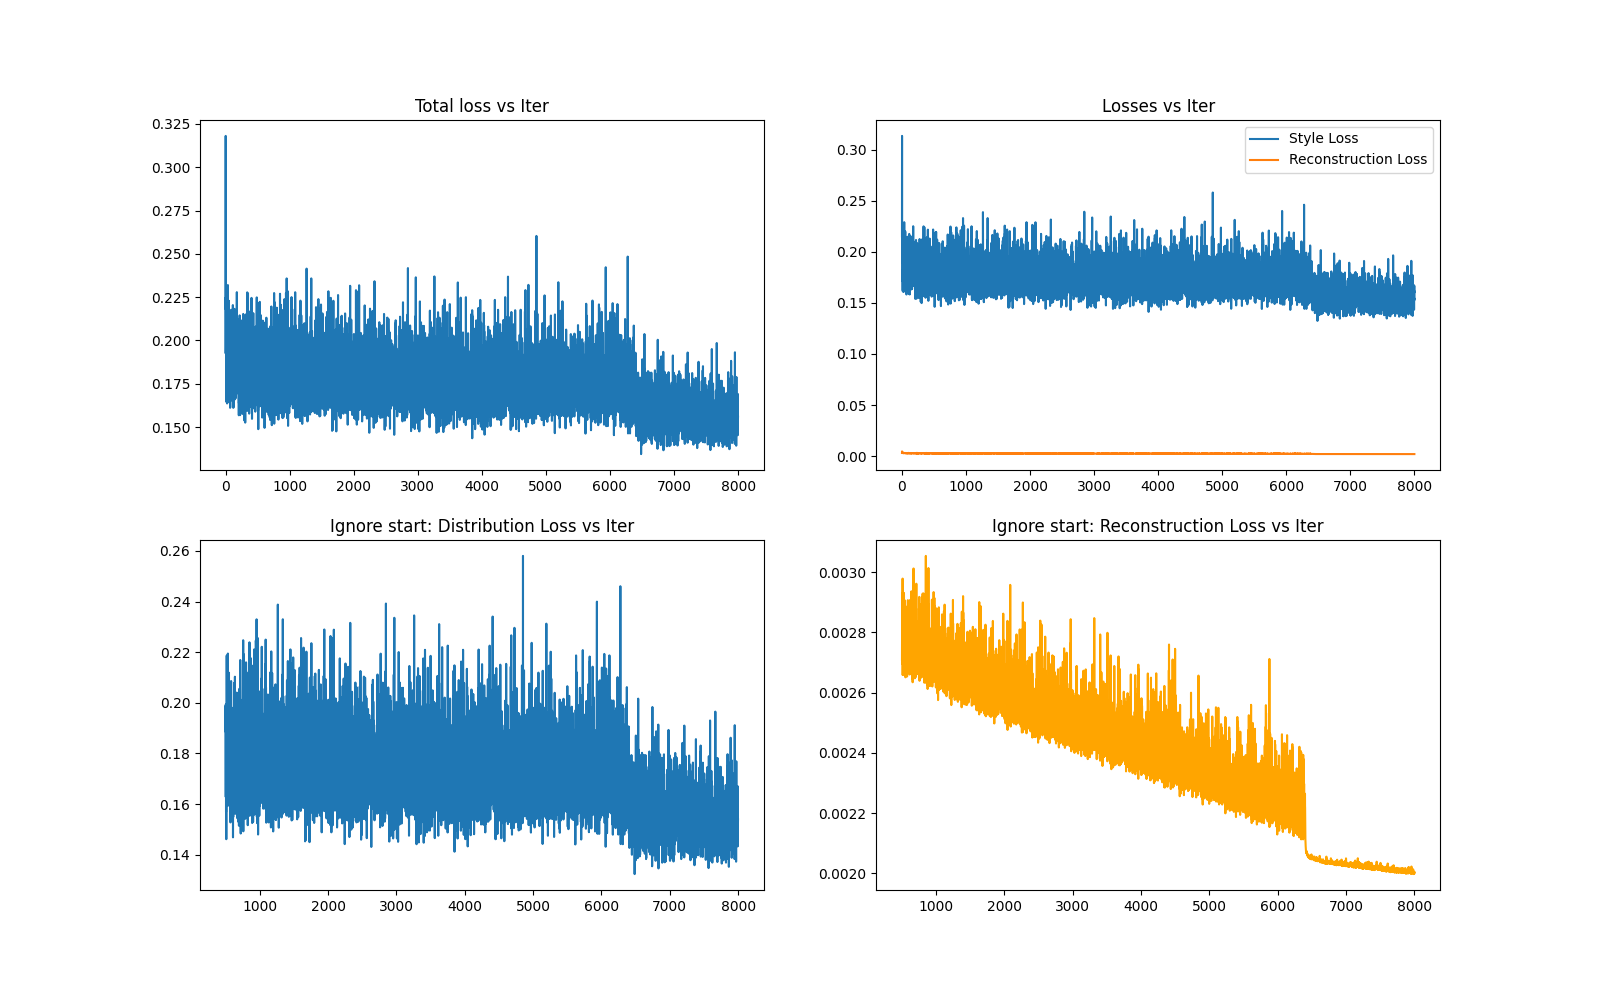 Total loss vs Iter
0.325
0.300
0.275
0.250
0.225
0.200
0.175
0.150
0 1000 2000 3000 4000 5000 6000 7000 8000
Losses vs Iter
Style Loss
Reconstruction Loss
0.30
0.25
0.20
0.15
0.10
0.05
0.00
0 1000 2000 3000 4000 5000 6000 7000 8000
Ignore start: Distribution Loss vs Iter
0.26
0.24
0.22
0.20
0.18
0.16
0.14
1000 2000 3000 4000 5000 6000 7000 8000
Ignore start: Reconstruction Loss vs Iter
0.0030
0.0028
0.0026
0.0024
0.0022
0.0020
1000 2000 3000 4000 5000 6000 7000 8000